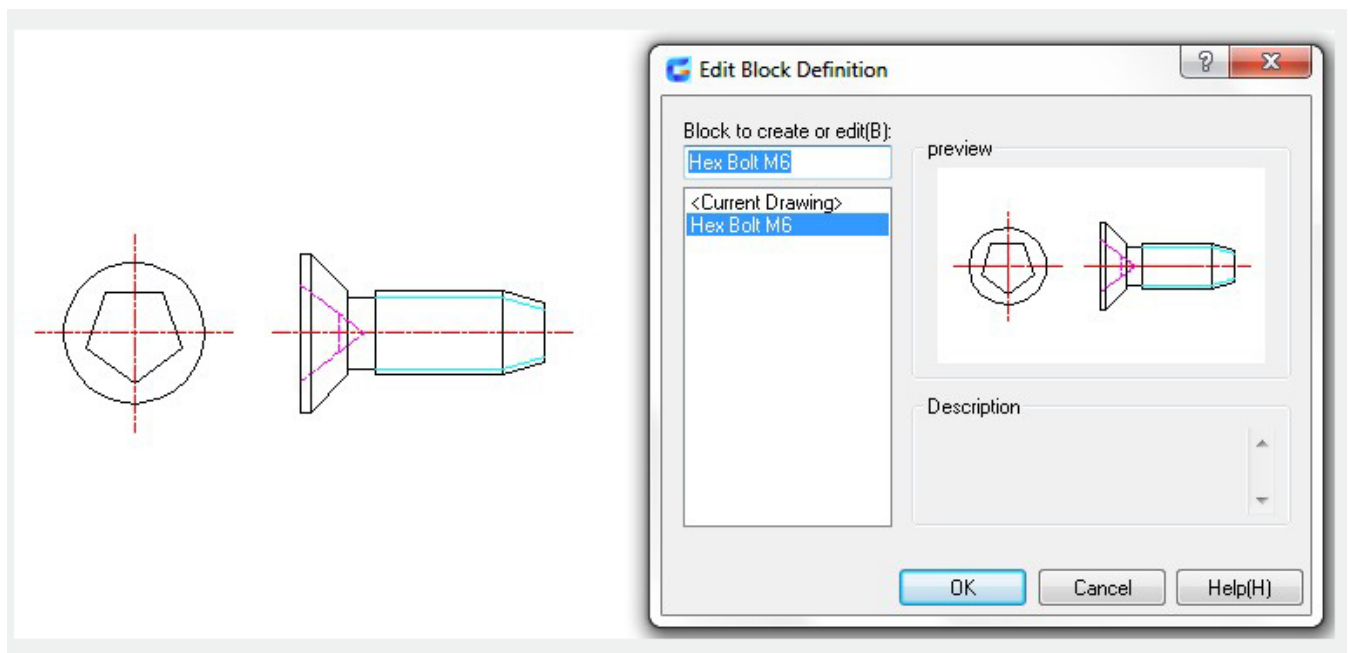 Edit Block Definition
Block to create or edit(B):
Hex Bolt M6
<Current Drawing>
Hex Bolt M6
preview
Description
OK
Cancel
Help(H)